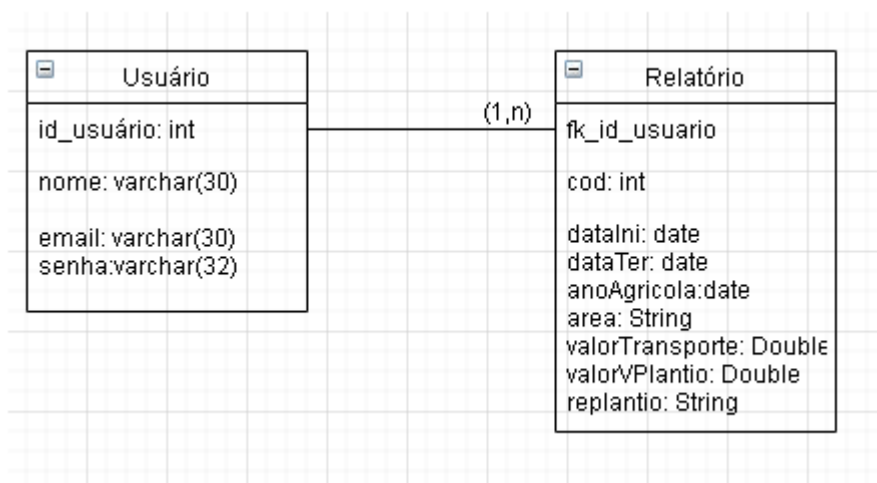 Usuário
id_usuário: int
nome: varchar(30)
email: varchar(30)
senha:varchar(32)
(1,n)
Relatório
fk_id_usuario
cod: int
dataIni: date
dataTer: date
anoAgricola:date
area: String
valorTransporte: Double
valorVPlantio: Double
replantio: String